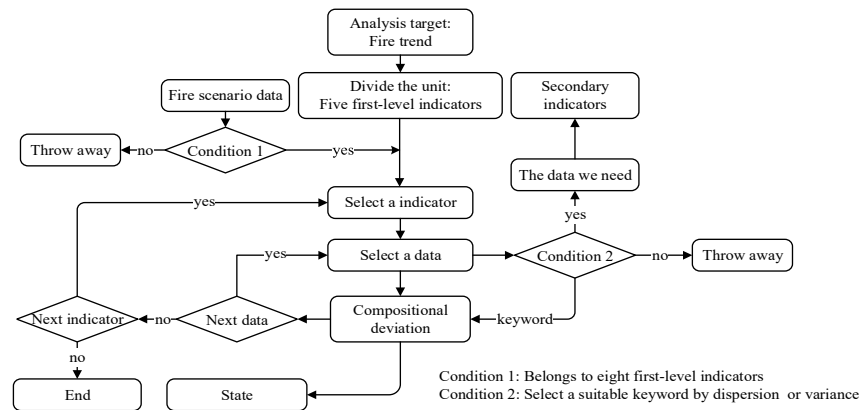 Analysis target:
Fire trend
Fire scenario data
Divide the unit:
Five first-level indicators
Secondary
indicators
Throw away
no
Condition 1
yes
The data we need
yes
Select a indicator
yes
yes
Select a data
Condition 2
no
Throw away
Next indicator
no
Next data
Compositional
deviation
keyword
no
End
State
Condition 1: Belongs to eight first-level indicators
Condition 2: Select a suitable keyword by dispersion or variance